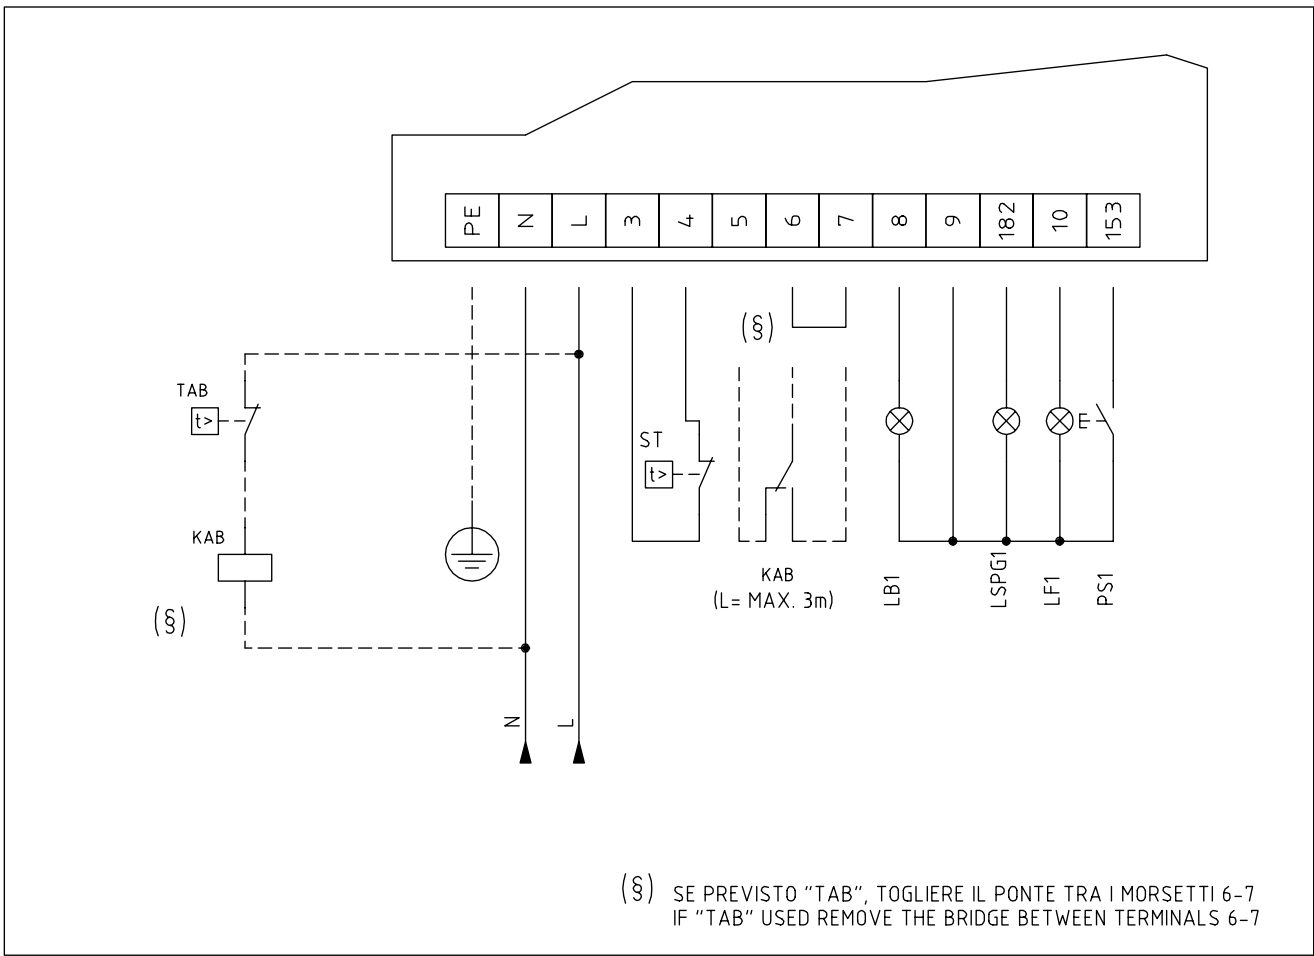 PE N L 3 4 5 6 7 8 9 182 10 153
(§)
TAB
t>
ST
t>
KAB
(§)
KAB
(L= MAX. 3m)
LB1
LSPG1
LF1
PS1
N
L
(§) SE PREVISTO "TAB", TOGLIERE IL PONTE TRA I MORSETTI 6-7
IF "TAB" USED REMOVE THE BRIDGE BETWEEN TERMINALS 6-7